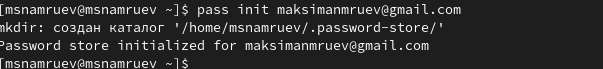 [msnamruev@msnamruev ~]$ pass init maksimanmruev@gmail.com
mkdir: создан каталог '/home/msnamruev/.password-store/'
Password store initialized for maksimanmruev@gmail.com
[msnamruev@msnamruev ~]$